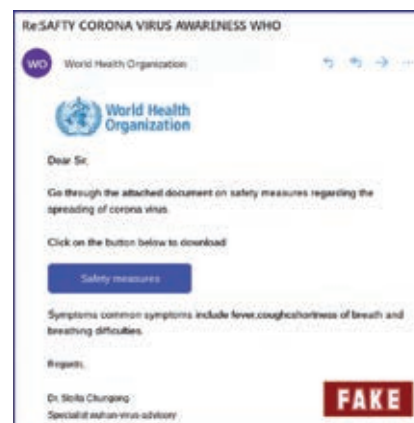 Re:SAFTY CORONA VIRUS AWARENESS WHO
WO World Health Organization
World Health
Organization
Dear Sir,
Go through the attached document on safety measures regarding the
spreading of corona virus.
Click on the button below to download
Safety measures
Symptoms common symptoms include fever,coughcshortness of breath and
breathing difficulties.
Regards,
Dr. Stella Chungong
Specialist wuhan-virus-advisory
FAKE